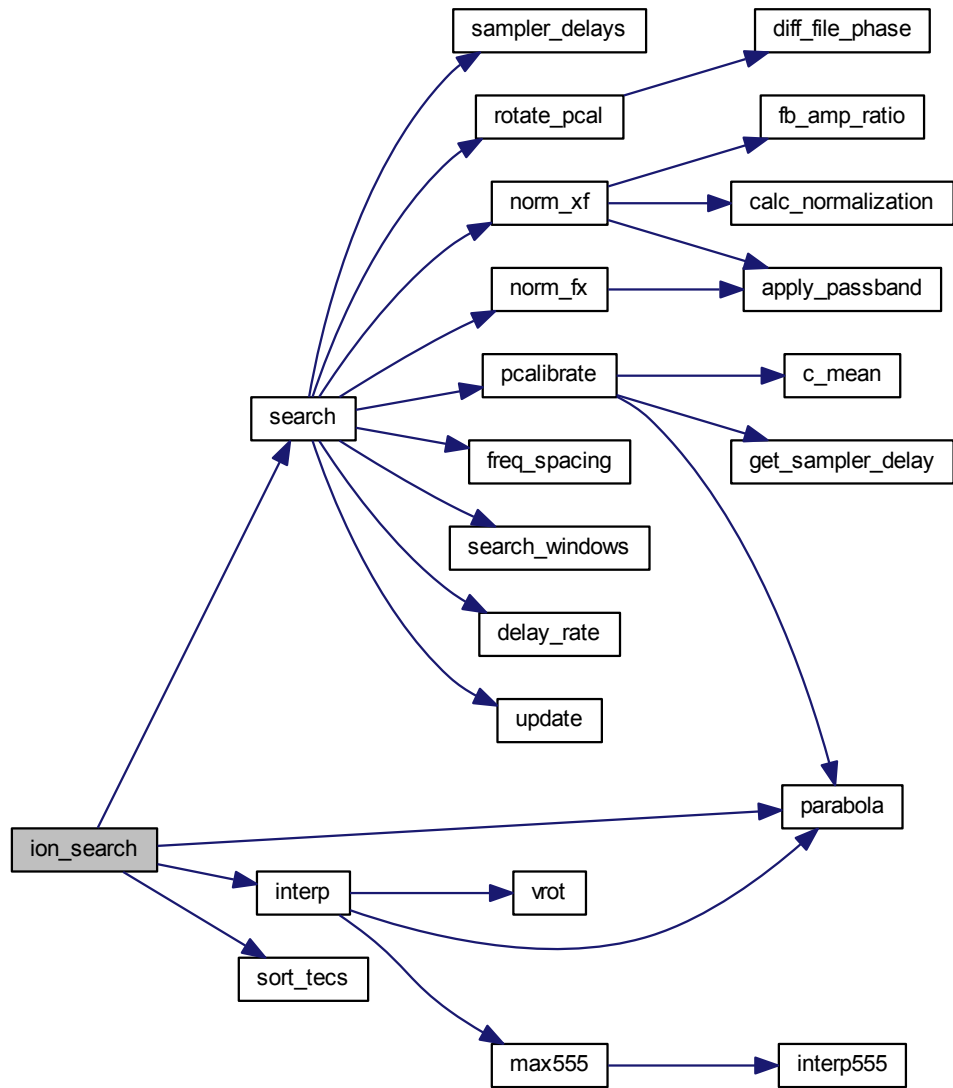 sampler_delays
diff_file_phase
rotate_pcal
fb_amp_ratio
norm_xf
calc_normalization
norm_fx
apply_passband
pcalibrate
c_mean
search
freq_spacing
get_sampler_delay
search_windows
delay_rate
update
parabola
ion_search
interp
vrot
sort_tecs
max555
interp555